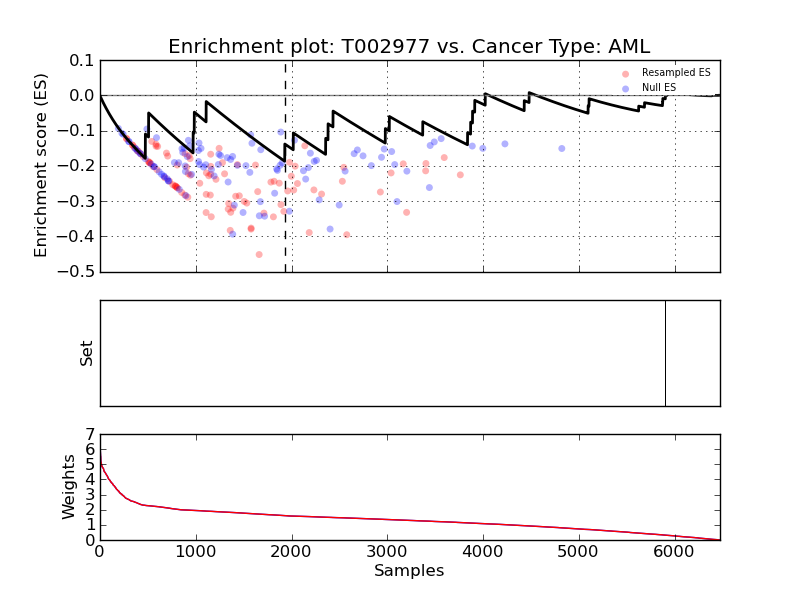 Enrichment plot: T002977 vs. Cancer Type: AML
Enrichment score (ES)
0.1
0.0
−0.1
−0.2
−0.3
−0.4
−0.5
Resampled ES
Null ES
Set
Weights
7
6
5
4
3
2
1
0
0 1000 2000 3000 4000 5000 6000
Samples